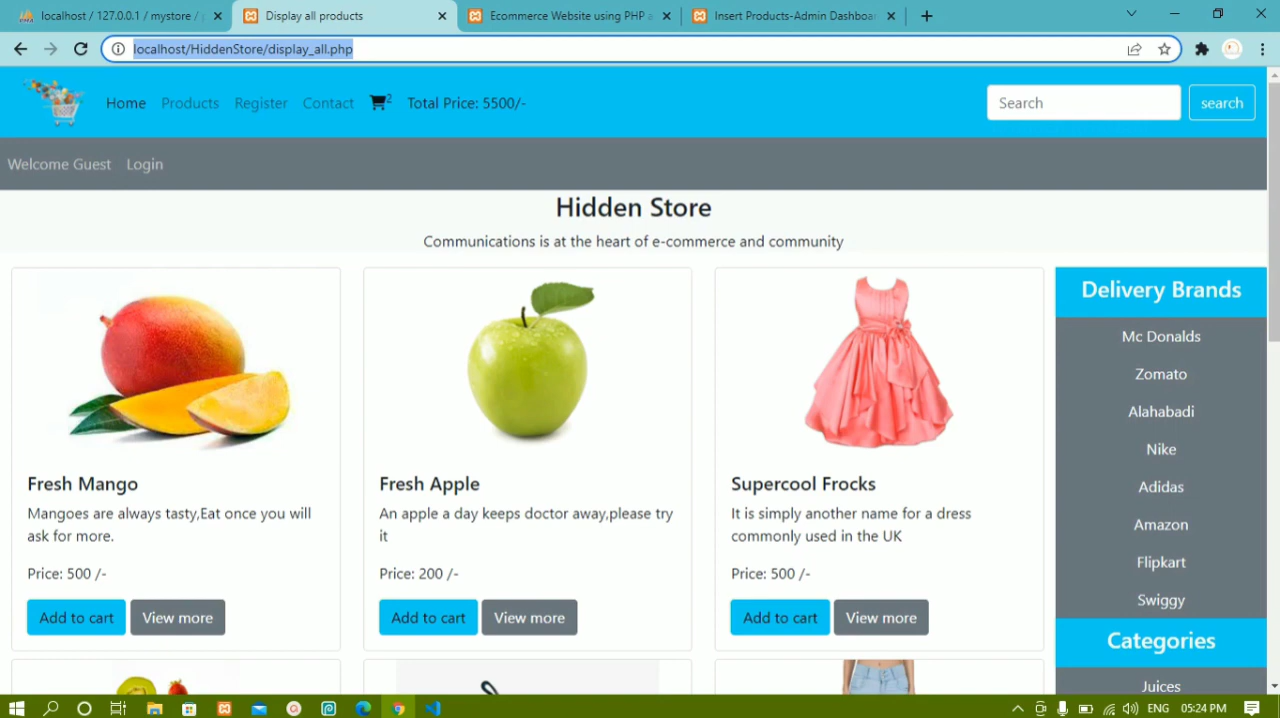 localhost / 127.0.0.1 / mystore /
Display all products
Ecommerce Website using PHP
Insert Products-Admin Dashboar
localhost/HiddenStore/display_all.php
Home Products Register Contact 2 Total Price: 5500/-
Search search
Welcome Guest Login
Hidden Store
Communications is at the heart of e-commerce and community
Fresh Mango
Mangoes are always tasty,Eat once you will
ask for more.
Price: 500 /-
Add to cart View more
Fresh Apple
An apple a day keeps doctor away,please try
it
Price: 200 /-
Add to cart View more
Supercool Frocks
It is simply another name for a dress
commonly used in the UK
Price: 500 /-
Add to cart View more
Delivery Brands
Mc Donalds
Zomato
Alahabadi
Nike
Adidas
Amazon
Flipkart
Swiggy
Categories
Juices
ENG 05:24 PM